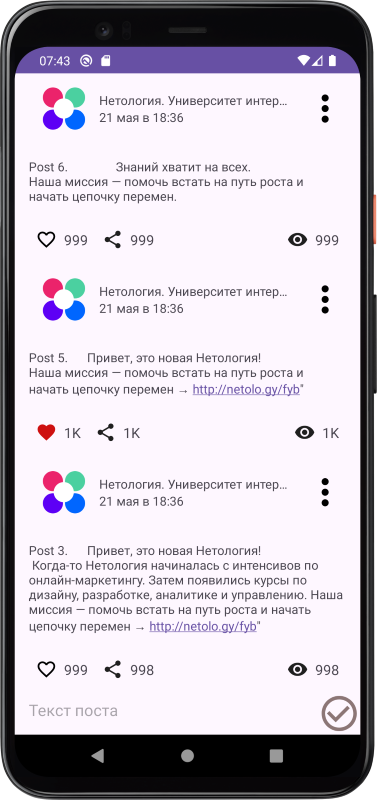 07:43
Нетология. Университет интер...
21 мая в 18:36
Post 6. Знаний хватит на всех.
Наша миссия — помочь встать на путь роста и
начать цепочку перемен.
999 999 999
Нетология. Университет интер...
21 мая в 18:36
Post 5. Привет, это новая Нетология!
Наша миссия — помочь встать на путь роста и
начать цепочку перемен → http://netolo.gy/fyb"
1K 1K 1K
Нетология. Университет интер...
21 мая в 18:36
Post 3. Привет, это новая Нетология!
Когда-то Нетология начиналась с интенсивов по
онлайн-маркетингу. Затем появились курсы по
дизайну, разработке, аналитике и управлению. Наша
миссия — помочь встать на путь роста и начать
цепочку перемен → http://netolo.gy/fyb"
999 998 998
Текст поста